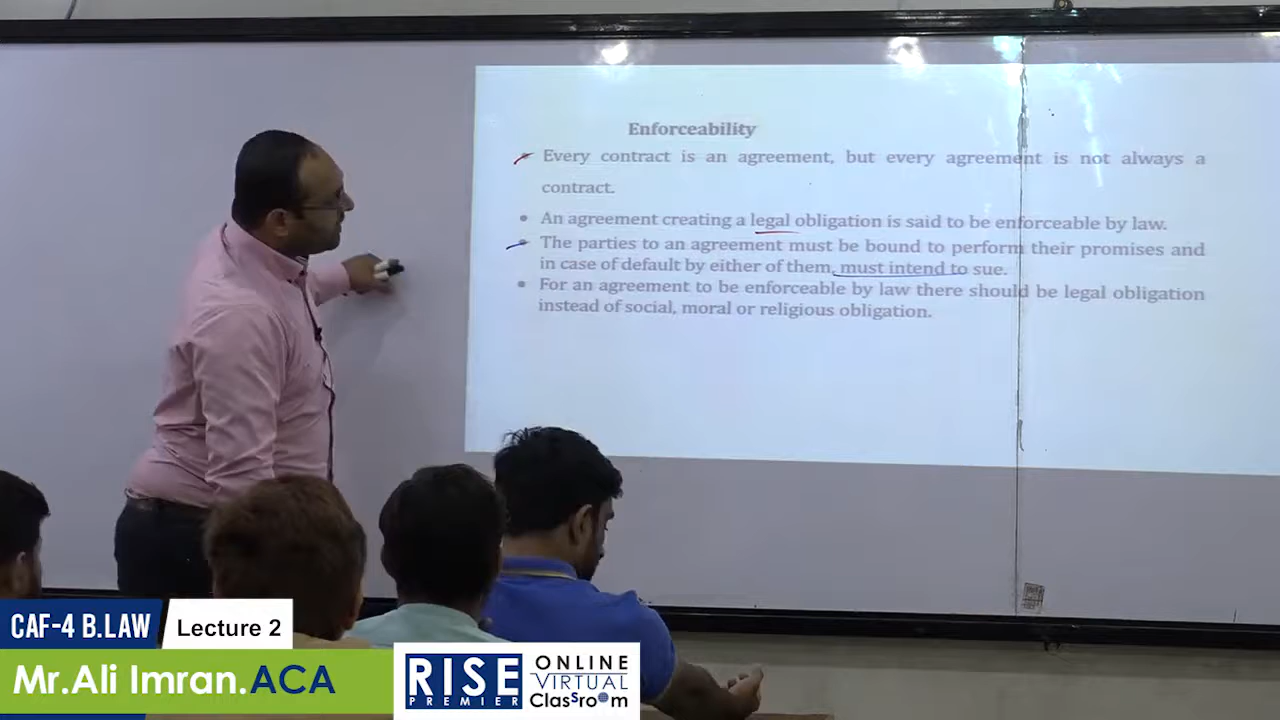 Enforceability
Every contract is an agreement, but every agreement is not always a
contract.
An agreement creating a legal obligation is said to be enforceable by law.
The parties to an agreement must be bound to perform their promises and
in case of default by either of them, must intend to sue.
For an agreement to be enforceable by law there should be legal obligation
instead of social, moral or religious obligation.
CAF-4 B.LAW
Lecture 2
Mr.Ali Imran.ACA
RISE
PREMIER
ONLINE
VIRTUAL
Classroom